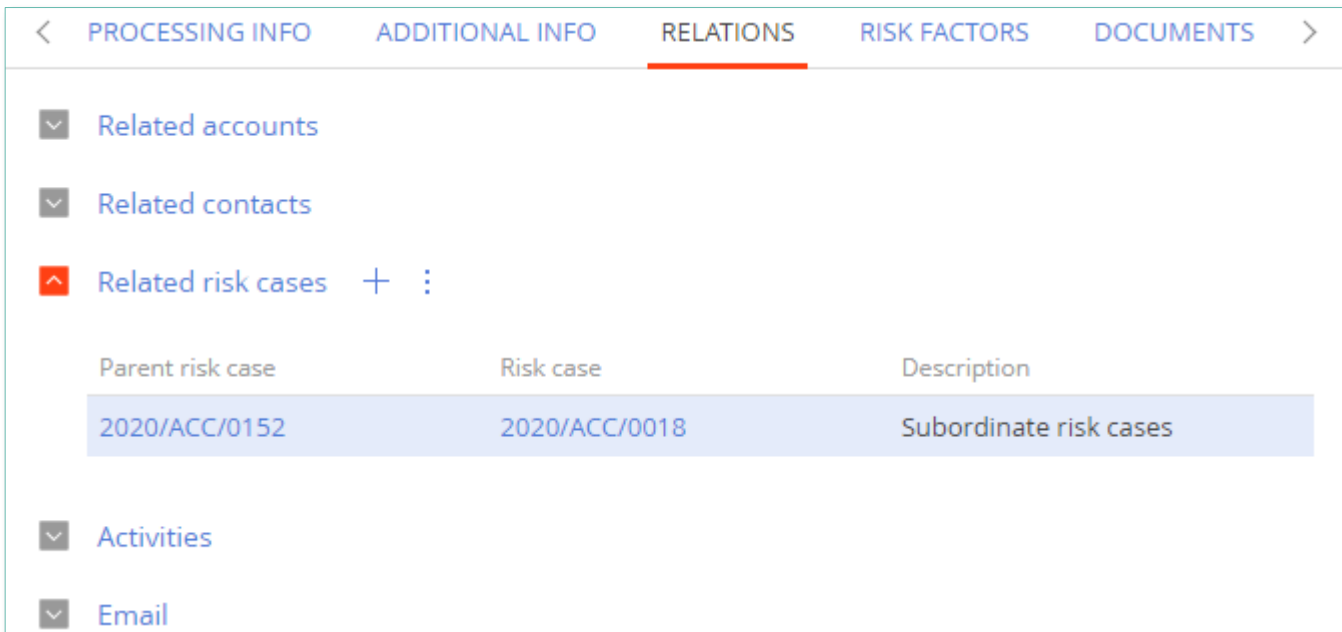 PROCESSING INFO ADDITIONAL INFO RELATIONS RISK FACTORS DOCUMENTS
Related accounts
Related contacts
Related risk cases
Parent risk case Risk case Description
2020/ACC/0152 2020/ACC/0018 Subordinate risk cases
Activities
Email